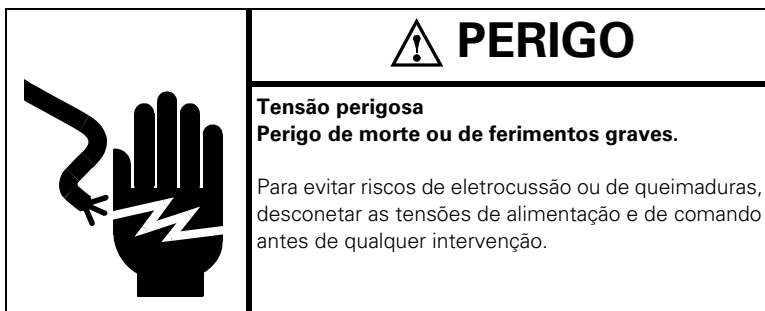 PERIGO
Tensão perigosa
Perigo de morte ou de ferimentos graves.
Para evitar riscos de eletrocussão ou de queimaduras,
desconetar as tensões de alimentação e de comando
antes de qualquer intervenção.